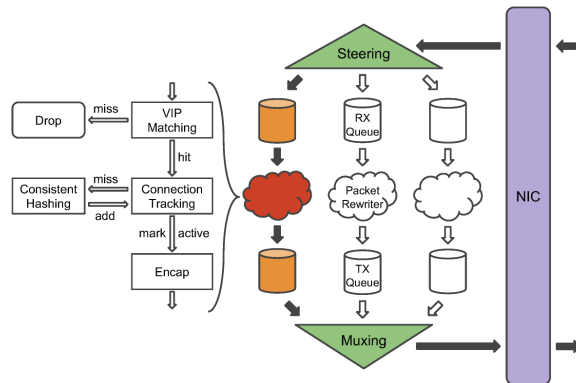 Steering
VIP
Matching
miss
Drop
hit
RX
Queue
Consistent
Hashing
miss
add
Connection
Tracking
Packet
Rewriter
NIC
mark
active
Encap
TX
Queue
Muxing